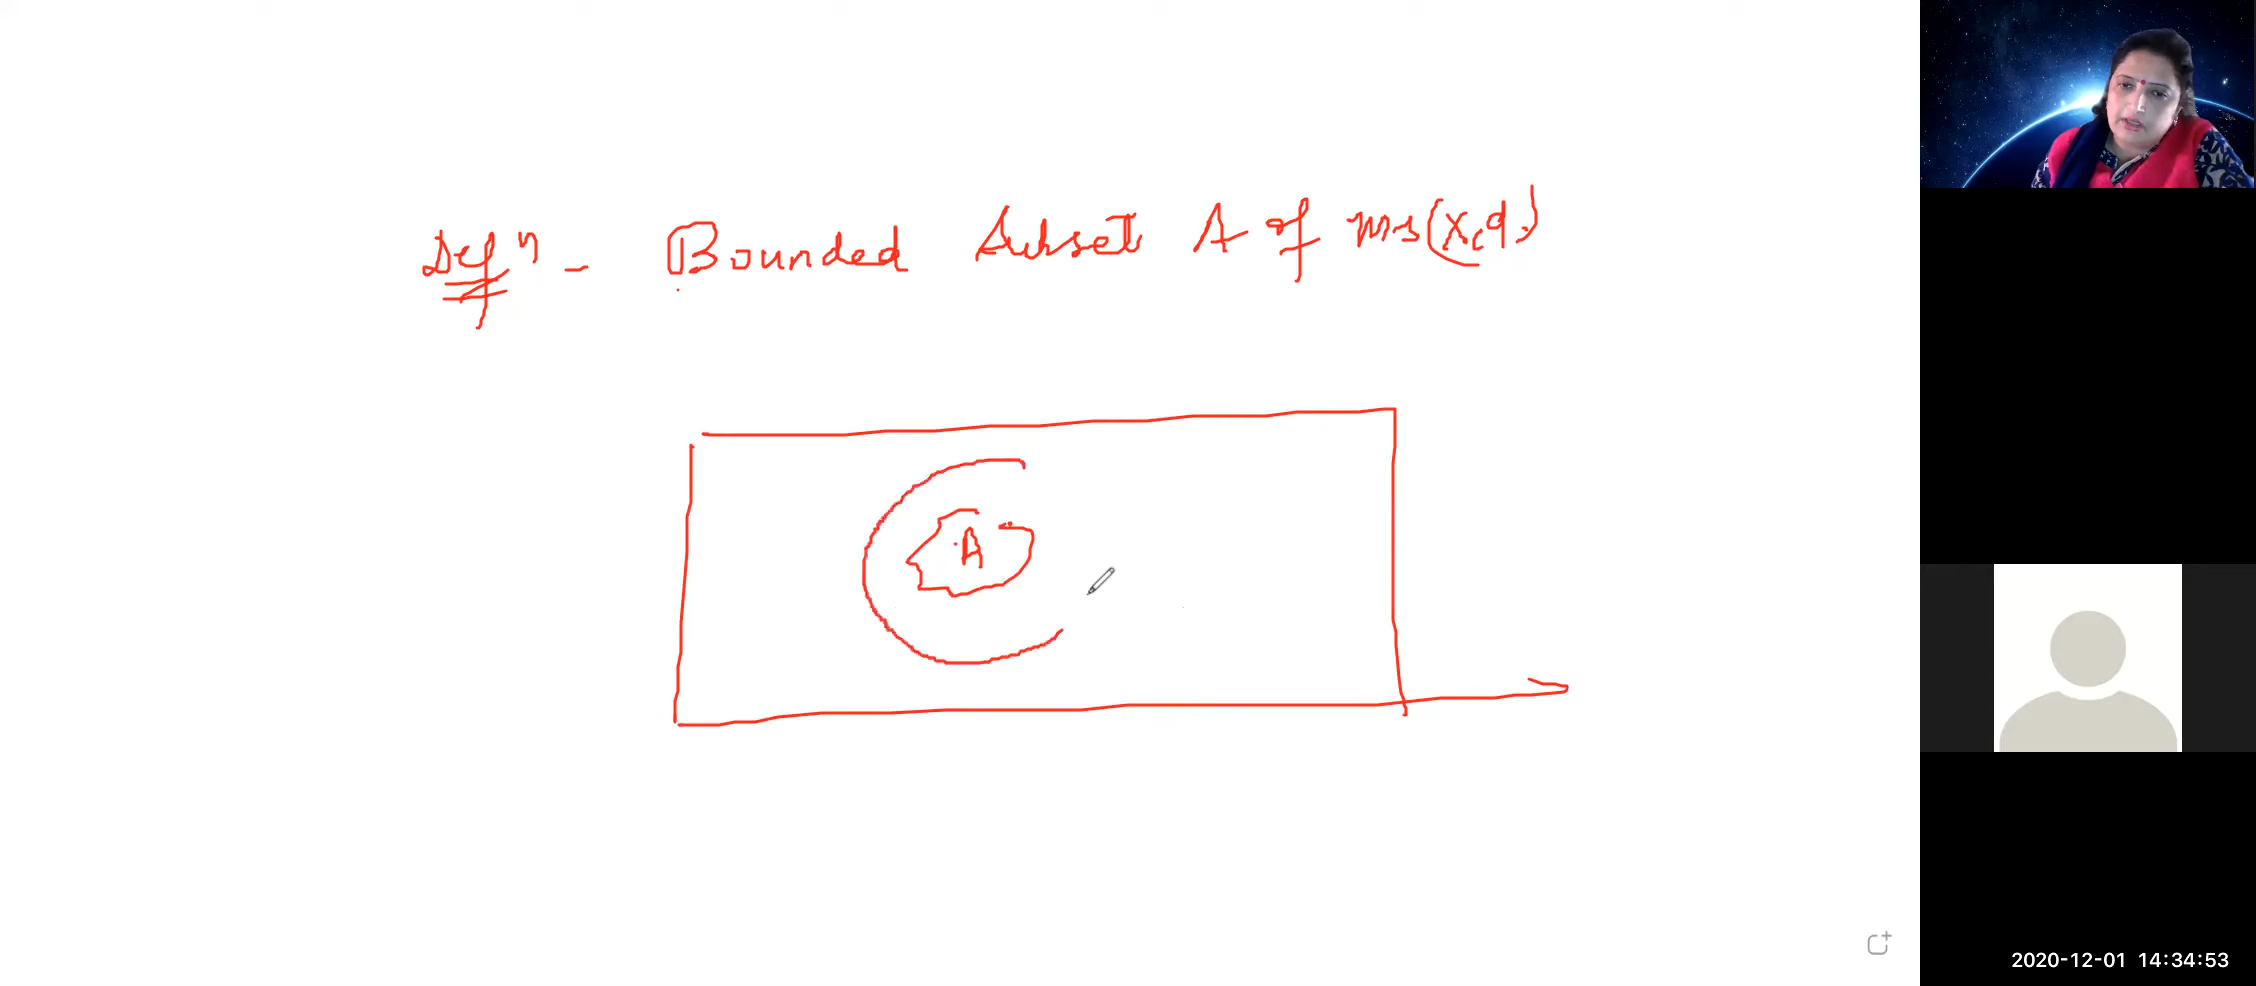 Defⁿ - Bounded Subset A of ms(X,d)
A
2020-12-01 14:34:53